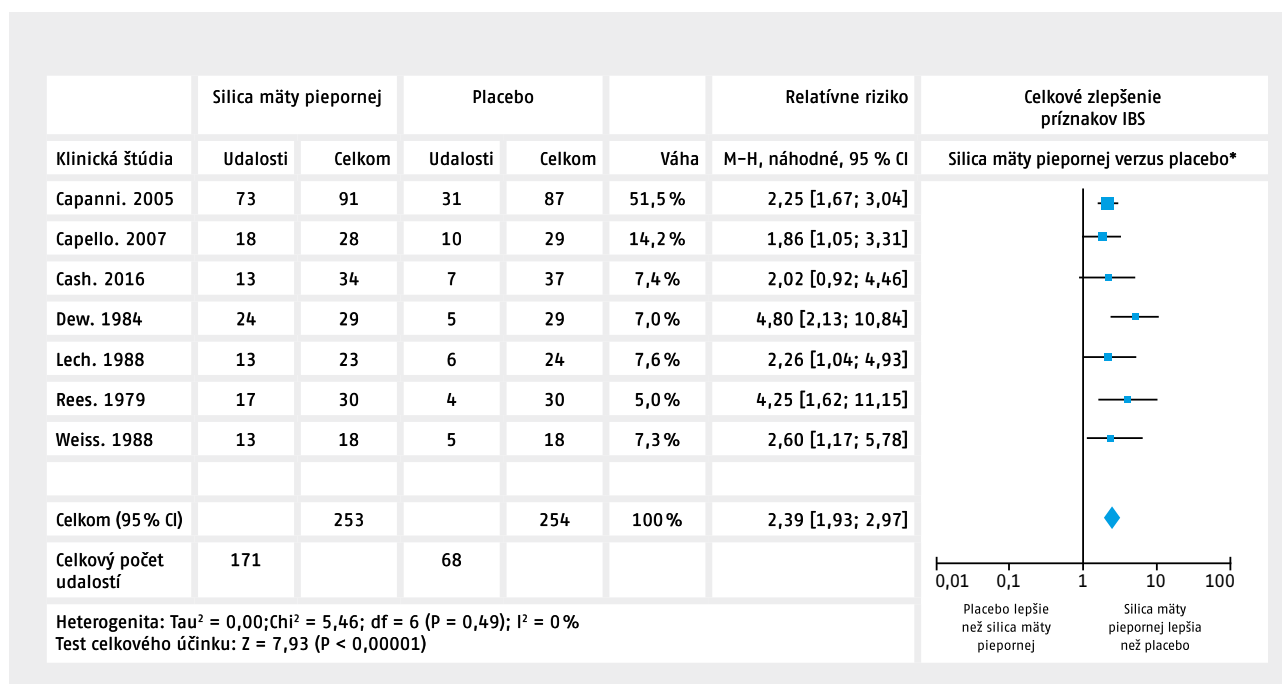 Silica mäty piepornej Placebo Relatívne riziko Celkové zlepšenie
príznakov IBS
Klinická štúdia Udalosti Celkom Udalosti Celkom Váha M–H, náhodné, 95 % CI Silica mäty piepornej verzus placebo*
Capanni. 2005 73 91 31 87 51,5 % 2,25 [1,67; 3,04]
Capello. 2007 18 28 10 29 14,2 % 1,86 [1,05; 3,31]
Cash. 2016 13 34 7 37 7,4 % 2,02 [0,92; 4,46]
Dew. 1984 24 29 5 29 7,0 % 4,80 [2,13; 10,84]
Lech. 1988 13 23 6 24 7,6 % 2,26 [1,04; 4,93]
Rees. 1979 17 30 4 30 5,0 % 4,25 [1,62; 11,15]
Weiss. 1988 13 18 5 18 7,3 % 2,60 [1,17; 5,78]
Celkom (95 % CI) 253 254 100 % 2,39 [1,93; 2,97]
Celkový počet
udalostí 171 68
Heterogenita: Tau² = 0,00;Chi² = 5,46; df = 6 (P = 0,49); I² = 0 %
Test celkového účinku: Z = 7,93 (P < 0,00001)
0,01 0,1 1 10 100
Placebo lepšie
než silica mäty
piepornej
Silica mäty
piepornej lepšia
než placebo